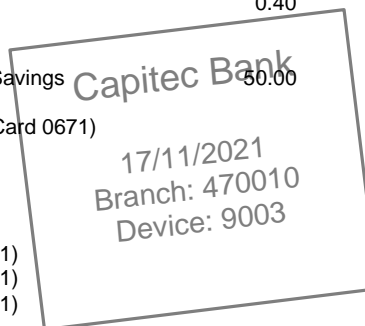 0.40
Savings 50.00
Capitec Bank
Card 0671)
17/11/2021
Branch: 470010
Device: 9003
1)
1)
1)